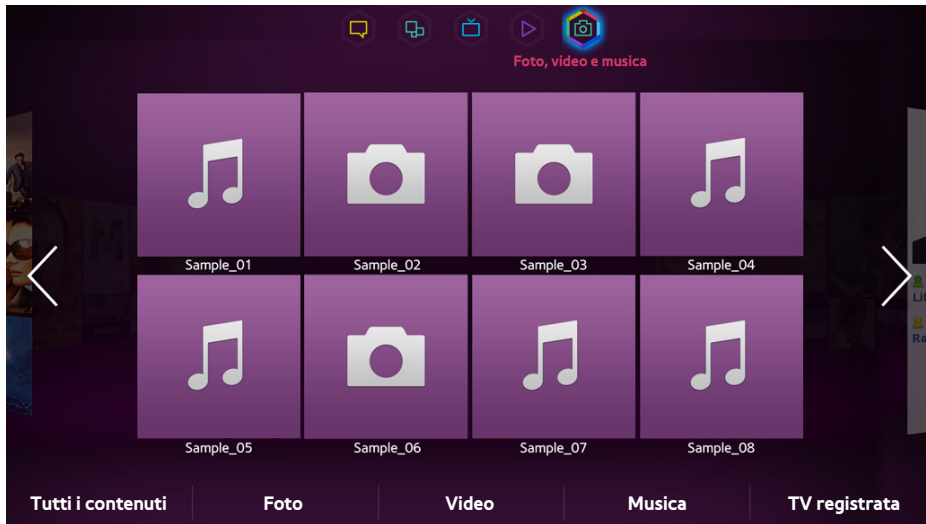 Foto, video e musica
Sample_01 Sample_02 Sample_03 Sample_04
Sample_05 Sample_06 Sample_07 Sample_08
Tutti i contenuti Foto Video Musica TV registrata